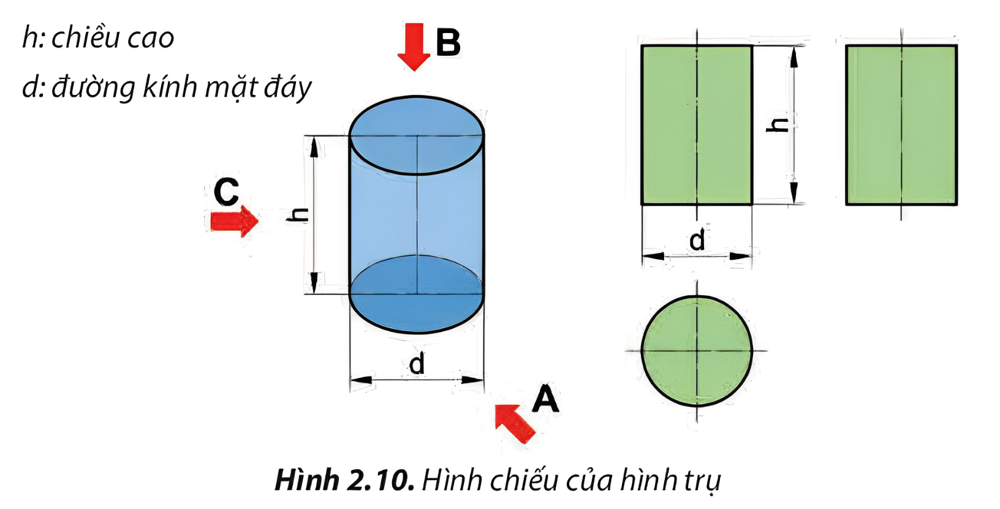 h: chiều cao
d: đường kính mặt đáy
B
C
h
d
A
h
d
Hình 2.10. Hình chiếu của hình trụ